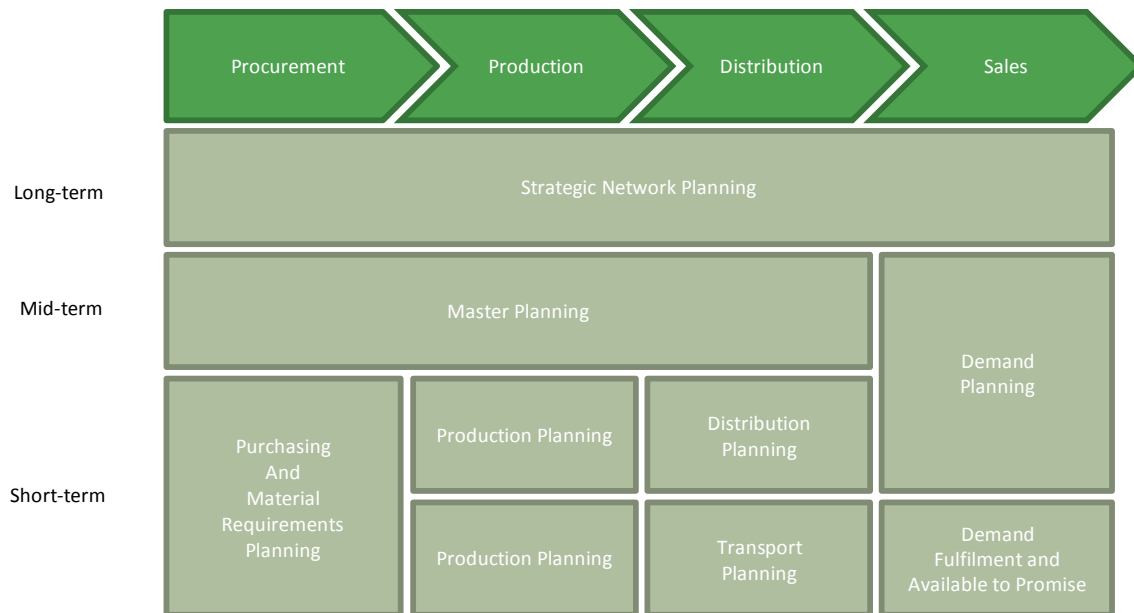 Procurement
Production
Distribution
Sales
Long-term
Strategic Network Planning
Mid-term
Master Planning
Demand
Planning
Short-term
Purchasing
And
Material
Requirements
Planning
Production Planning
Distribution
Planning
Production Planning
Transport
Planning
Demand
Fulfilment and
Available to Promise